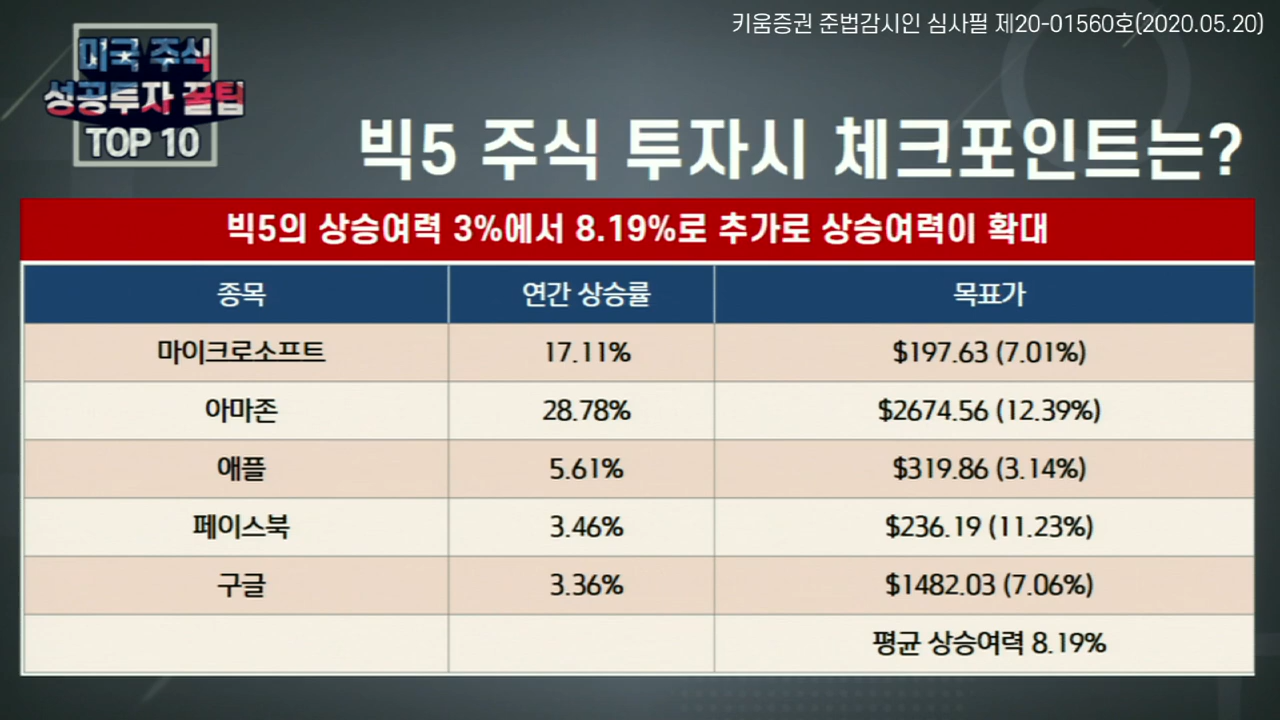 키움증권 준법감시인 심사필 제20-01560호(2020.05.20)
미국 주식
성공투자 꿀팁
TOP 10
빅5 주식 투자시 체크포인트는?
빅5의 상승여력 3%에서 8.19%로 추가로 상승여력이 확대
종목 연간 상승률 목표가
마이크로소프트 17.11% $197.63 (7.01%)
아마존 28.78% $2674.56 (12.39%)
애플 5.61% $319.86 (3.14%)
페이스북 3.46% $236.19 (11.23%)
구글 3.36% $1482.03 (7.06%)
평균 상승여력 8.19%